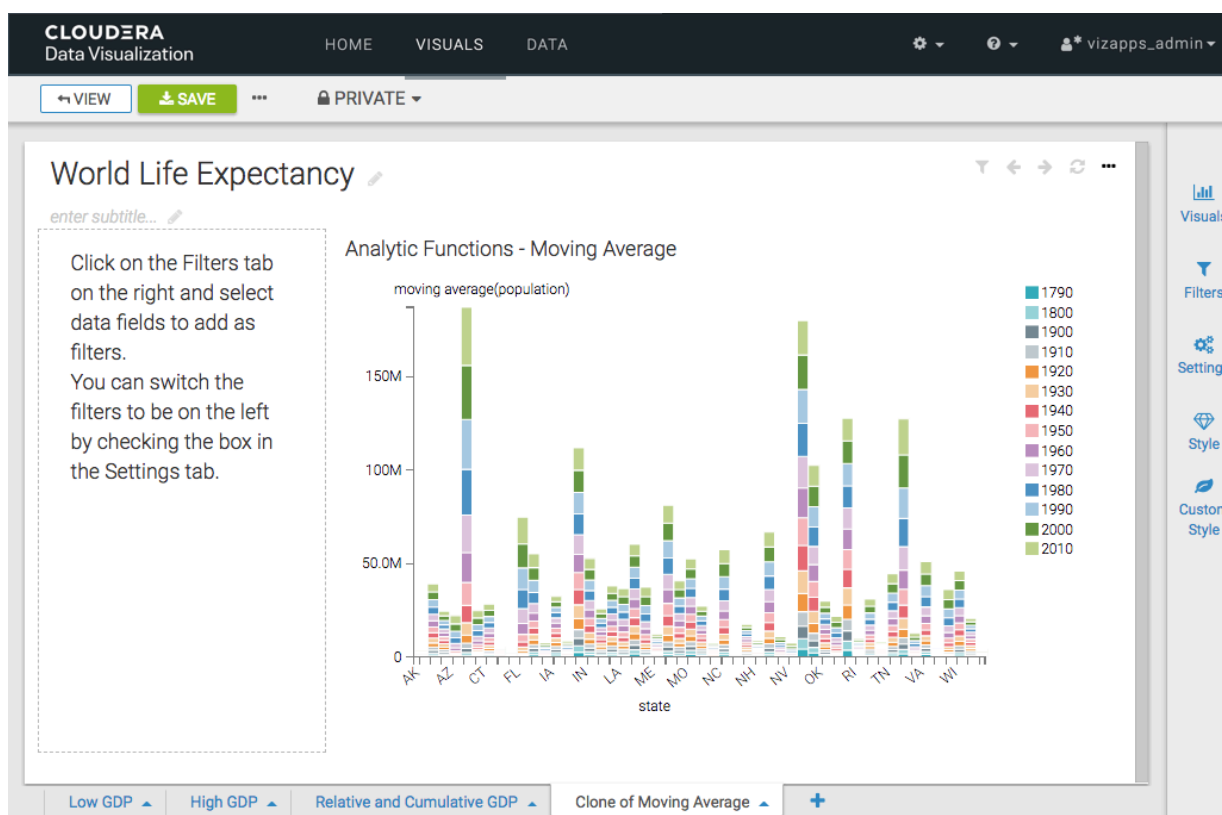 CLOUDERA
Data Visualization
HOME VISUALS DATA
vizapps_admin
VIEW SAVE PRIVATE
World Life Expectancy
enter subtitle...
Click on the Filters tab
on the right and select
data fields to add as
filters.
You can switch the
filters to be on the left
by checking the box in
the Settings tab.
Analytic Functions - Moving Average
moving average(population)
150M
100M
50.0M
0
AK AZ CT FL IA IN LA ME MO NC NH NV OK RI TN VA WI
state
1790
1800
1900
1910
1920
1930
1940
1950
1960
1970
1980
1990
2000
2010
Visuals
Filters
Setting
Style
Custom
Style
Low GDP High GDP Relative and Cumulative GDP Clone of Moving Average